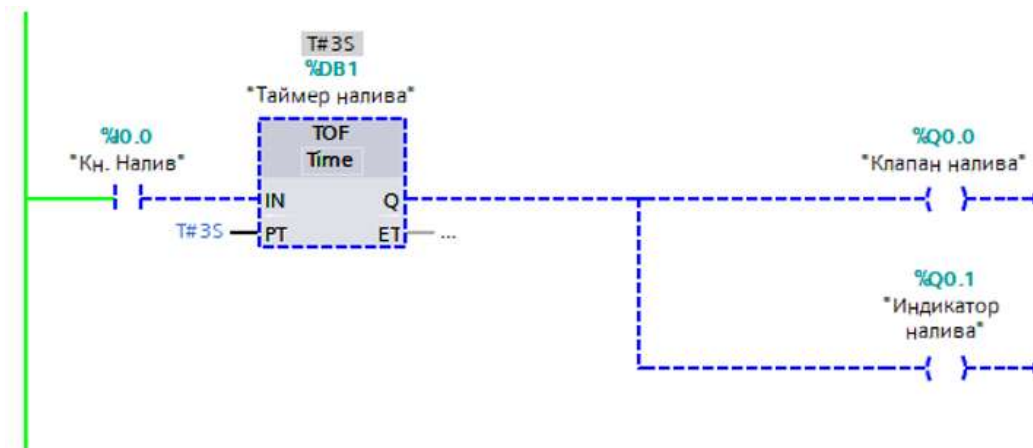 T#3S
%DB1
"Таймер налива"
%I0.0
"Кн. Налив"
TOF
Time
IN
Q
T#3S
PT
ET
...
%Q0.0
"Клапан налива"
%Q0.1
"Индикатор
налива"